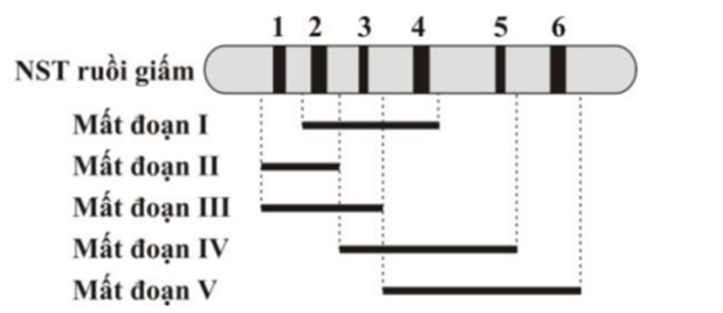 1 2 3 4 5 6
NST ruồi giấm
Mất đoạn I
Mất đoạn II
Mất đoạn III
Mất đoạn IV
Mất đoạn V